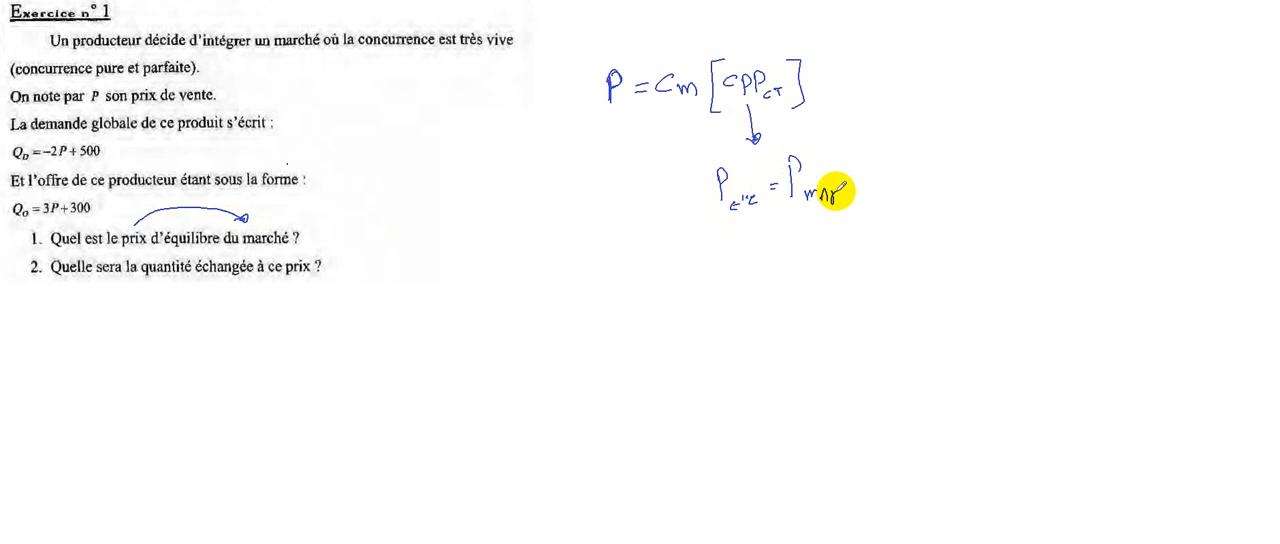 Exercice n° 1
Un producteur décide d'intégrer un marché où la concurrence est très vive
(concurrence pure et parfaite).
On note par P son prix de vente.
La demande globale de ce produit s'écrit :
Q_D = -2P + 500
Et l'offre de ce producteur étant sous la forme :
Q_O = 3P + 300
1. Quel est le prix d'équilibre du marché ?
2. Quelle sera la quantité échangée à ce prix ?
P = Cm [CPP_CT]
P = P